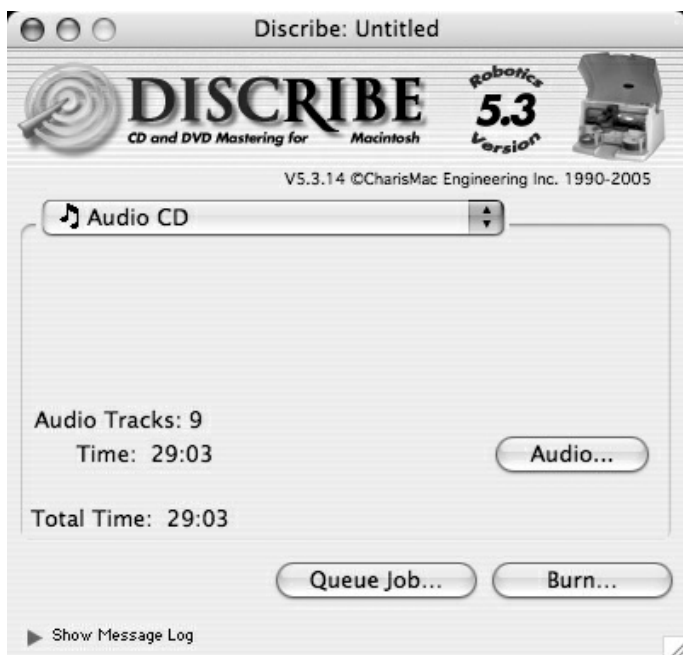 Discribe: Untitled
DISCRIBE
CD and DVD Mastering for Macintosh
Robotics
5.3
Version
V5.3.14 ©CharisMac Engineering Inc. 1990-2005
Audio CD
Audio Tracks: 9
Time: 29:03
Audio...
Total Time: 29:03
Queue Job...
Burn...
Show Message Log